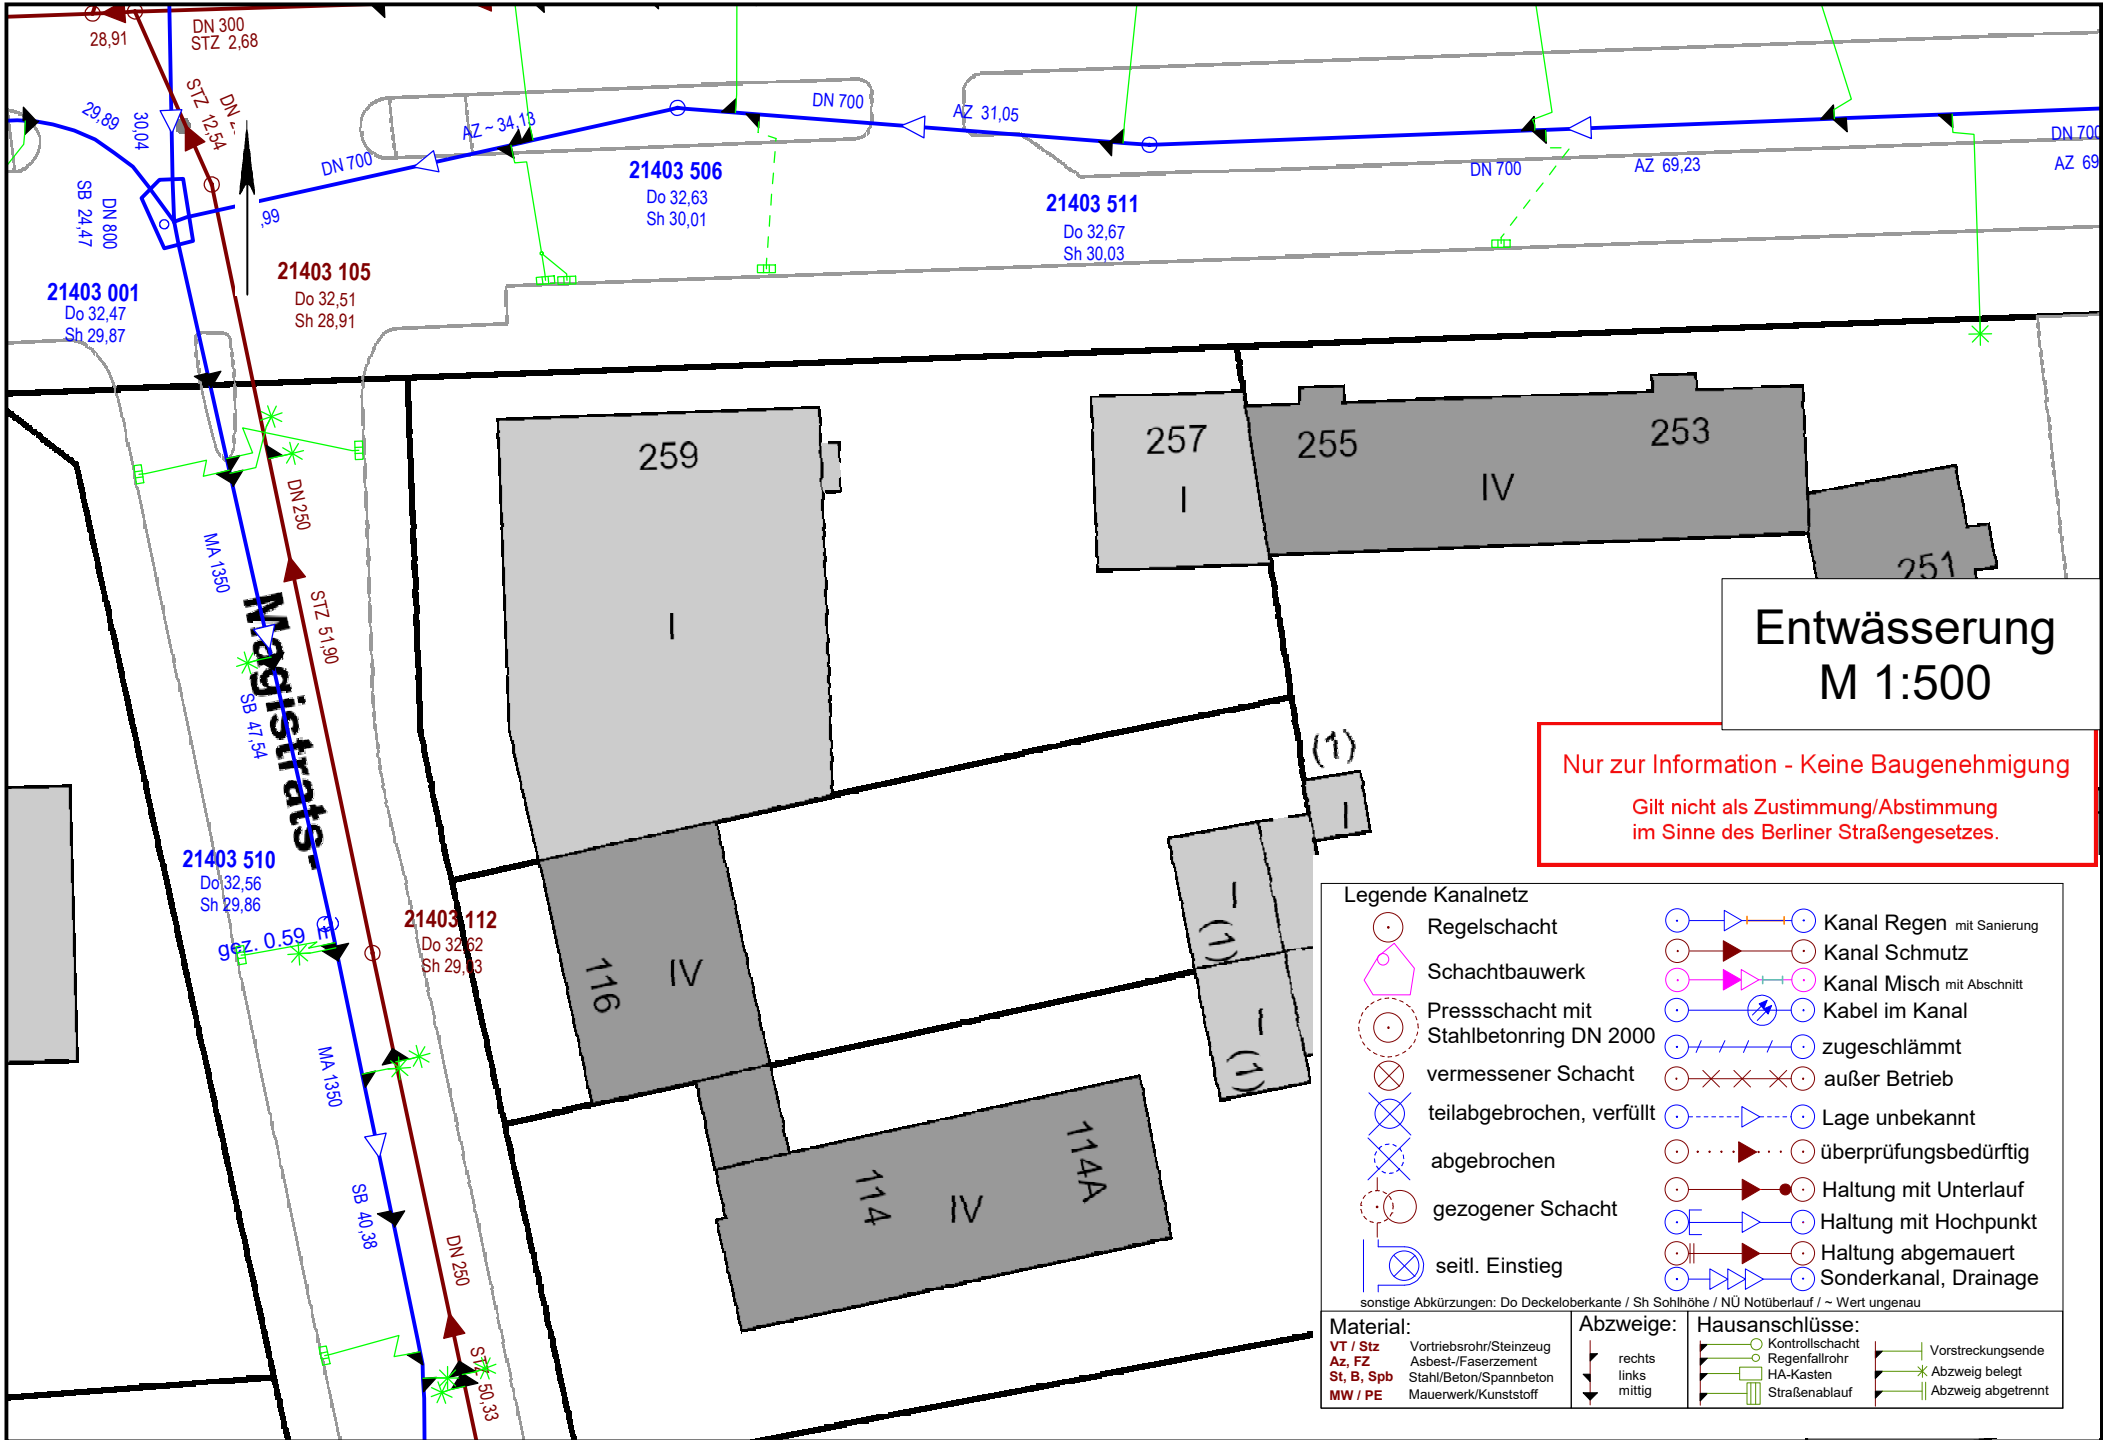 28,91
DN 300
STZ 2,68
STZ 12,54
29,89
30,04
DN 800
SB 24,47
,99
DN 700
AZ ~ 34,13
DN 700
AZ 31,05
DN 700
AZ 69,23
DN 700
AZ 69
21403 506
Do 32,63
Sh 30,01
21403 511
Do 32,67
Sh 30,03
21403 105
Do 32,51
Sh 28,91
21403 001
Do 32,47
Sh 29,87
DN 250
STZ 51,90
MA 1350
SB 47,54
Magistrats-
259
I
257
I
255
253
IV
251
Entwässerung
M 1:500
Nur zur Information - Keine Baugenehmigung
Gilt nicht als Zustimmung/Abstimmung
im Sinne des Berliner Straßengesetzes.
(1)
I
I
(1)
I
(1)
21403 510
Do 32,56
Sh 29,86
gez. 0.59
E
21403 112
Do 32,62
Sh 29,03
116
IV
114
IV
114A
MA 1350
SB 40,38
DN 250
STZ 50,33
Legende Kanalnetz
Regelschacht
Schachtbauwerk
Pressschacht mit
Stahlbetonring DN 2000
vermessener Schacht
teilabgebrochen, verfüllt
abgebrochen
gezogener Schacht
seitl. Einstieg
Kanal Regen mit Sanierung
Kanal Schmutz
Kanal Misch mit Abschnitt
Kabel im Kanal
zugeschlämmt
außer Betrieb
Lage unbekannt
überprüfungsbedürftig
Haltung mit Unterlauf
Haltung mit Hochpunkt
Haltung abgemauert
Sonderkanal, Drainage
sonstige Abkürzungen: Do Deckeloberkante / Sh Sohlhöhe / NÜ Notüberlauf / ~ Wert ungenau
Material:
VT / Stz Vortriebsrohr/Steinzeug
Az, FZ Asbest-/Faserzement
St, B, Spb Stahl/Beton/Spannbeton
MW / PE Mauerwerk/Kunststoff
Abzweige:
rechts
links
mittig
Hausanschlüsse:
Kontrollschacht
Regenfallrohr
HA-Kasten
Straßenablauf
Vorstreckungsende
Abzweig belegt
Abzweig abgetrennt